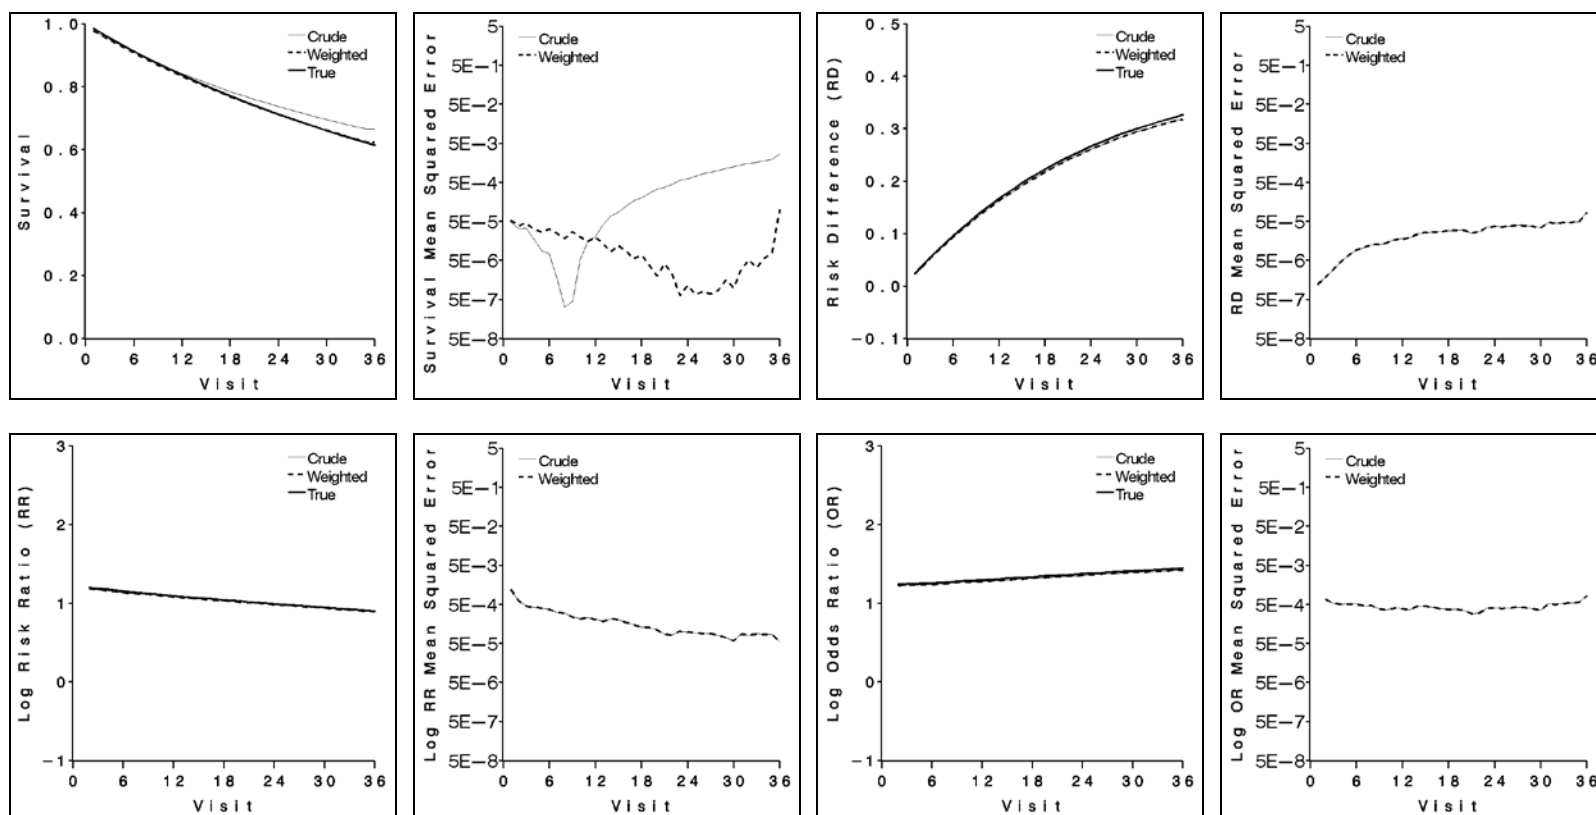 Survival
1.0
0.8
0.6
0.4
0.2
0.0
Crude
Weighted
True
0 6 12 18 24 30 36
Visit
Survival Mean Squared Error
5
5E-1
5E-2
5E-3
5E-4
5E-5
5E-6
5E-7
5E-8
Crude
Weighted
0 6 12 18 24 30 36
Visit
Risk Difference (RD)
0.5
0.4
0.3
0.2
0.1
0.0
-0.1
Crude
Weighted
True
0 6 12 18 24 30 36
Visit
RD Mean Squared Error
5
5E-1
5E-2
5E-3
5E-4
5E-5
5E-6
5E-7
5E-8
Crude
Weighted
0 6 12 18 24 30 36
Visit
Log Risk Ratio (RR)
3
2
1
0
-1
Crude
Weighted
True
0 6 12 18 24 30 36
Visit
Log RR Mean Squared Error
5
5E-1
5E-2
5E-3
5E-4
5E-5
5E-6
5E-7
5E-8
Crude
Weighted
0 6 12 18 24 30 36
Visit
Log Odds Ratio (OR)
3
2
1
0
-1
Crude
Weighted
True
0 6 12 18 24 30 36
Visit
Log OR Mean Squared Error
5
5E-1
5E-2
5E-3
5E-4
5E-5
5E-6
5E-7
5E-8
Crude
Weighted
0 6 12 18 24 30 36
Visit